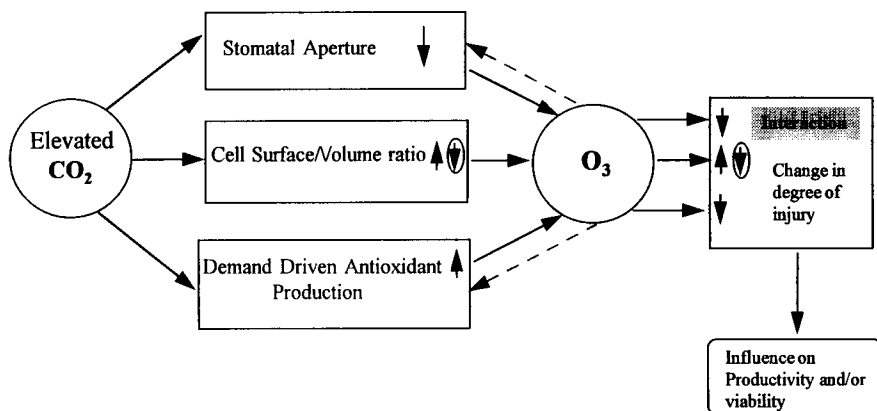 Elevated
CO₂
Stomatal Aperture
Cell Surface/Volume ratio
Demand Driven Antioxidant
Production
O₃
Interaction
Change in
degree of
injury
Influence on
Productivity and/or
viability